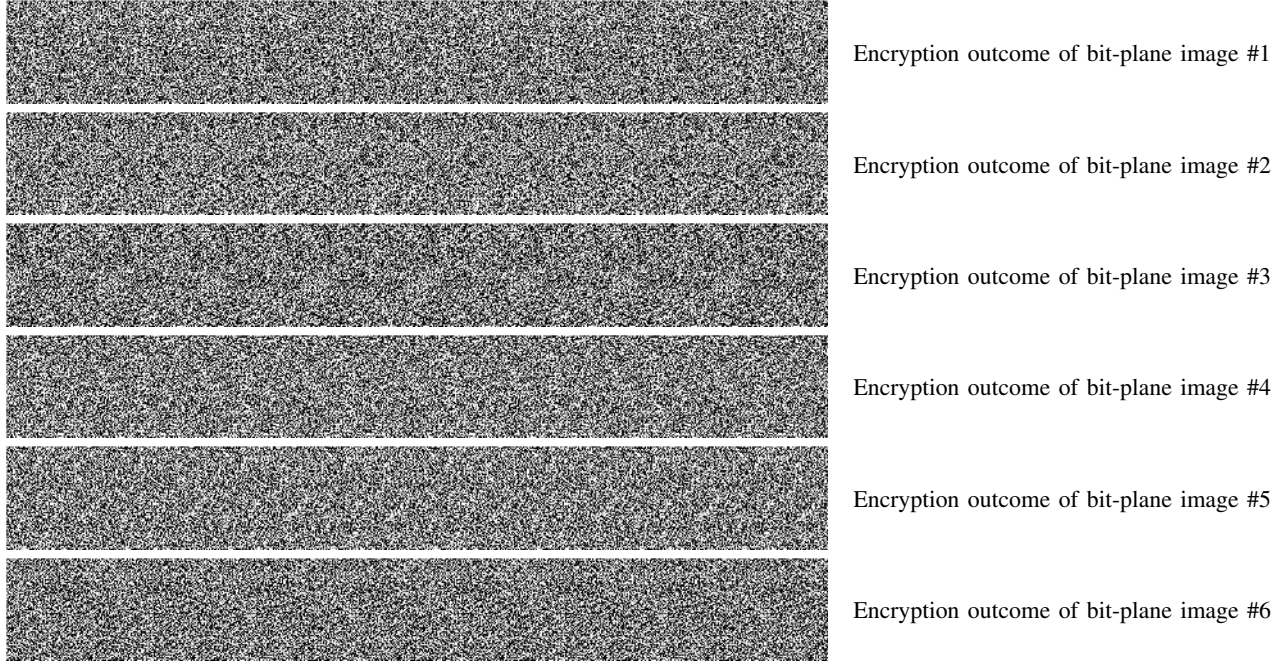 Encryption outcome of bit-plane image #1
Encryption outcome of bit-plane image #2
Encryption outcome of bit-plane image #3
Encryption outcome of bit-plane image #4
Encryption outcome of bit-plane image #5
Encryption outcome of bit-plane image #6